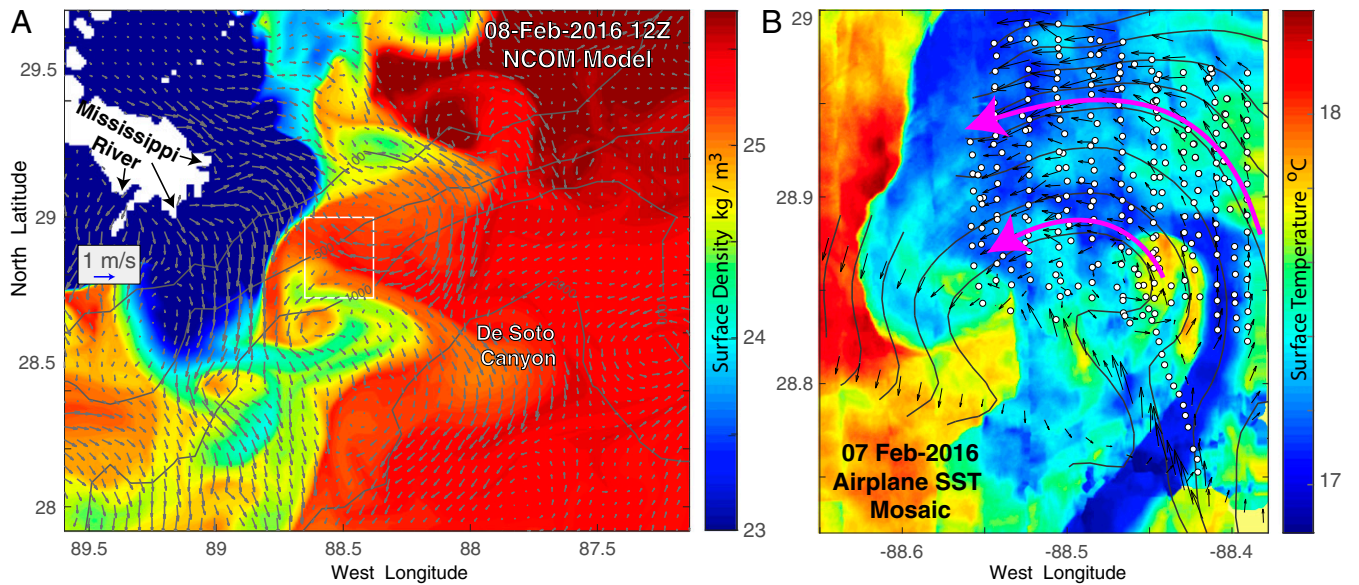 A
08-Feb-2016 12Z
NCOM Model
29.5
29
28.5
28
North Latitude
Mississippi
River
1 m/s
100
1000
De Soto
Canyon
89.5
89
88.5
88
87.5
West Longitude
25
24
23
Surface Density kg / m³
B
29
28.9
28.8
07 Feb-2016
Airplane SST
Mosaic
-88.6
-88.5
-88.4
West Longitude
18
17
Surface Temperature °C